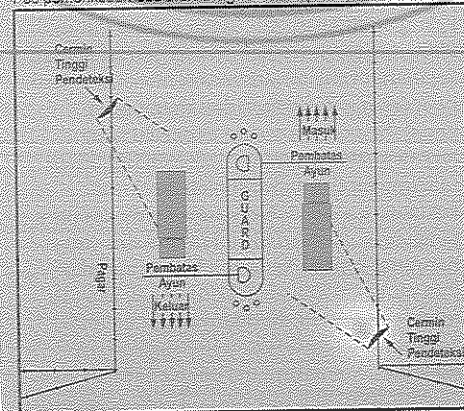 Cermin
Tinggi
Pendeteksi
Masuk
Pembatas
Ayun
GUARD
Pagar
Pembatas
Ayun
Keluar
Cermin
Tinggi
Pendeteksi